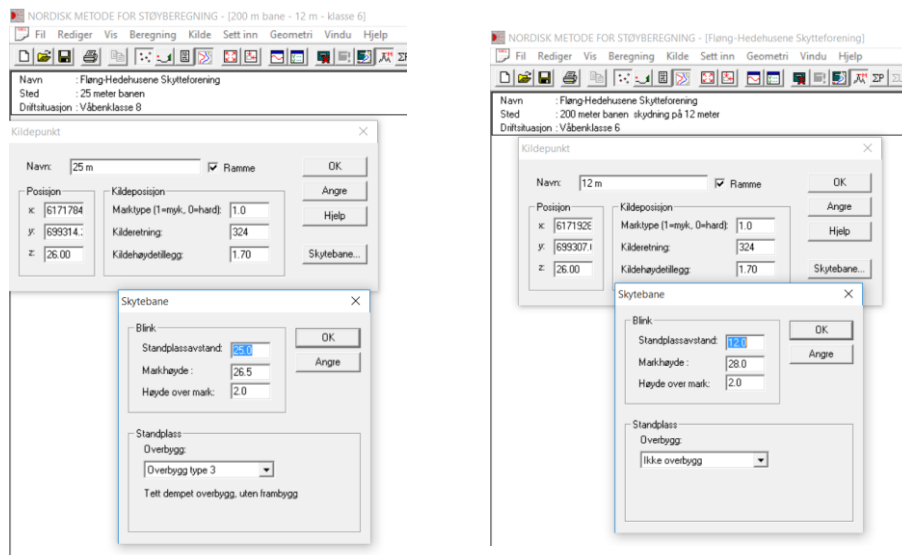 NORDISK METODE FOR STØYBEREGNING - [200 m bane - 12 m - klasse 6]
Fil Rediger Vis Beregning Kilde Sett inn Geometri Vindu Hjelp
Navn : Fløng-Hedehusene Skytteforening
Sted : 25 meter banen
Driftsituasjon : Våbenklasse 8
Kildepunkt
Navn: 25 m Ramme OK
Posisjon Kildeposisjon Angre
x: 6171784 Marktype (1=myk, 0=hard): 1.0 Hjelp
y: 699314. Kilderetning: 324
z: 26.00 Kildehøydetillegg: 1.70 Skytebane...
Skytebane
Blink OK
Standplassavstand: 25.0
Markhøyde : 26.5 Angre
Høyde over mark: 2.0
Standplass
Overbygg:
Overbygg type 3
Tett dempet overbygg, uten frambygg
NORDISK METODE FOR STØYBEREGNING - [Fløng-Hedehusene Skytteforening]
Fil Rediger Vis Beregning Kilde Sett inn Geometri Vindu Hjelp
Navn : Fløng-Hedehusene Skytteforening
Sted : 200 meter banen skydning på 12 meter
Driftsituasjon : Våbenklasse 6
Kildepunkt
Navn: 12 m Ramme OK
Posisjon Kildeposisjon Angre
x: 617192 Marktype (1=myk, 0=hard): 1.0 Hjelp
y: 699307. Kilderetning: 324
z: 26.00 Kildehøydetillegg: 1.70 Skytebane...
Skytebane
Blink OK
Standplassavstand: 12.0
Markhøyde : 28.0 Angre
Høyde over mark: 2.0
Standplass
Overbygg:
Ikke overbygg